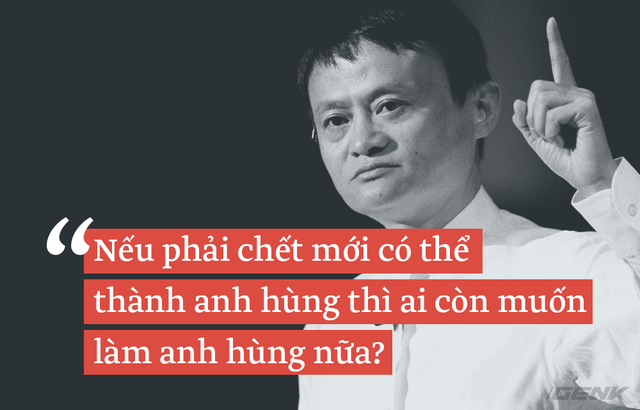 “
Nếu phải chết mới có thể
thành anh hùng thì ai còn muốn
làm anh hùng nữa?
GENK